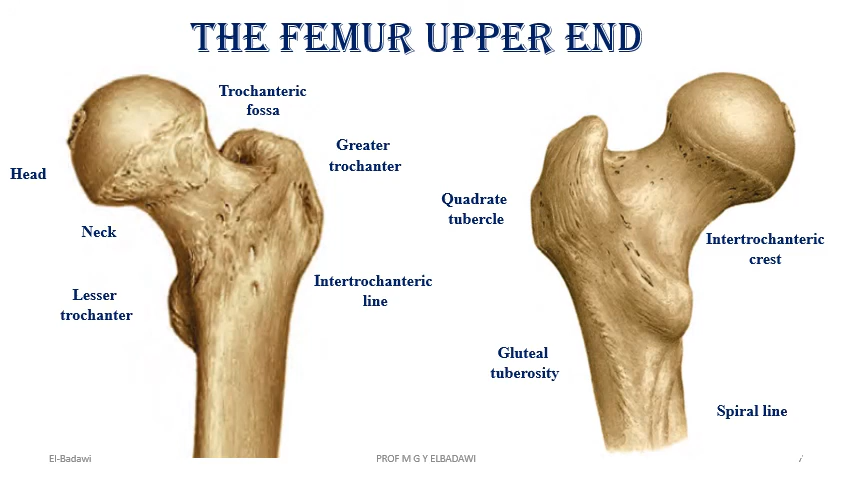 THE FEMUR UPPER END
Trochanteric
fossa
Greater
trochanter
Head
Neck
Lesser
trochanter
Intertrochanteric
line
Quadrate
tubercle
Intertrochanteric
crest
Gluteal
tuberosity
Spiral line
El-Badawi
PROF M G Y ELBADAWI